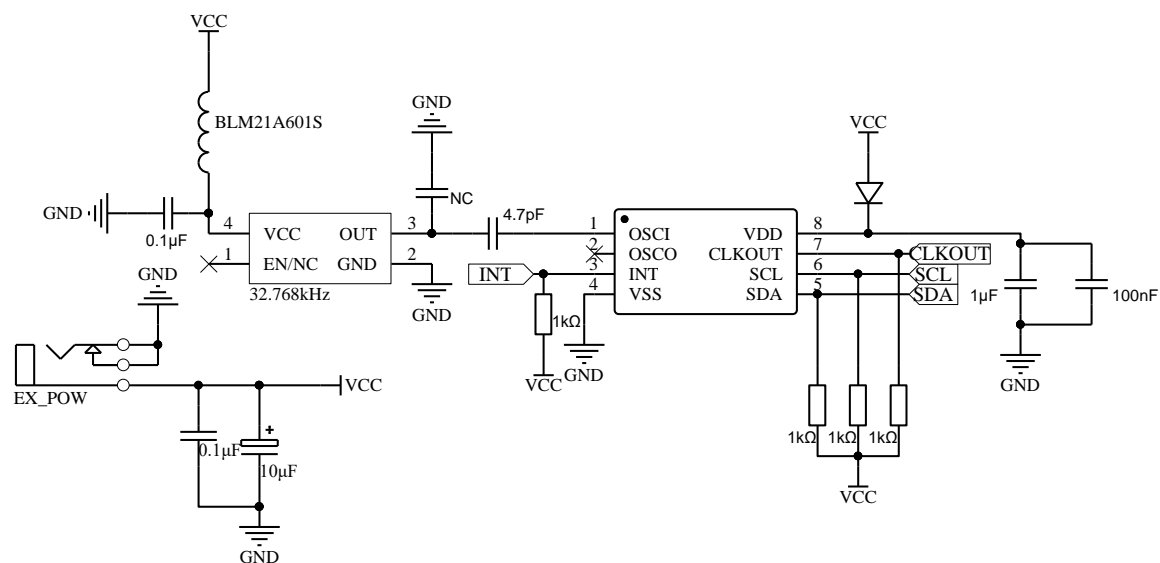 VCC
BLM21A601S
GND
0.1µF
4
VCC
OUT
3
1
EN/NC
GND
2
32.768kHz
GND
GND
NC
4.7pF
1
OSCI
VDD
8
2
OSCO
CLKOUT
7
3
INT
SCL
6
4
VSS
SDA
5
INT
1kΩ
VCC
GND
VCC
CLKOUT
SCL
SDA
1µF
100nF
GND
1kΩ
1kΩ
1kΩ
VCC
GND
EX_POW
VCC
0.1µF
+
10µF
GND